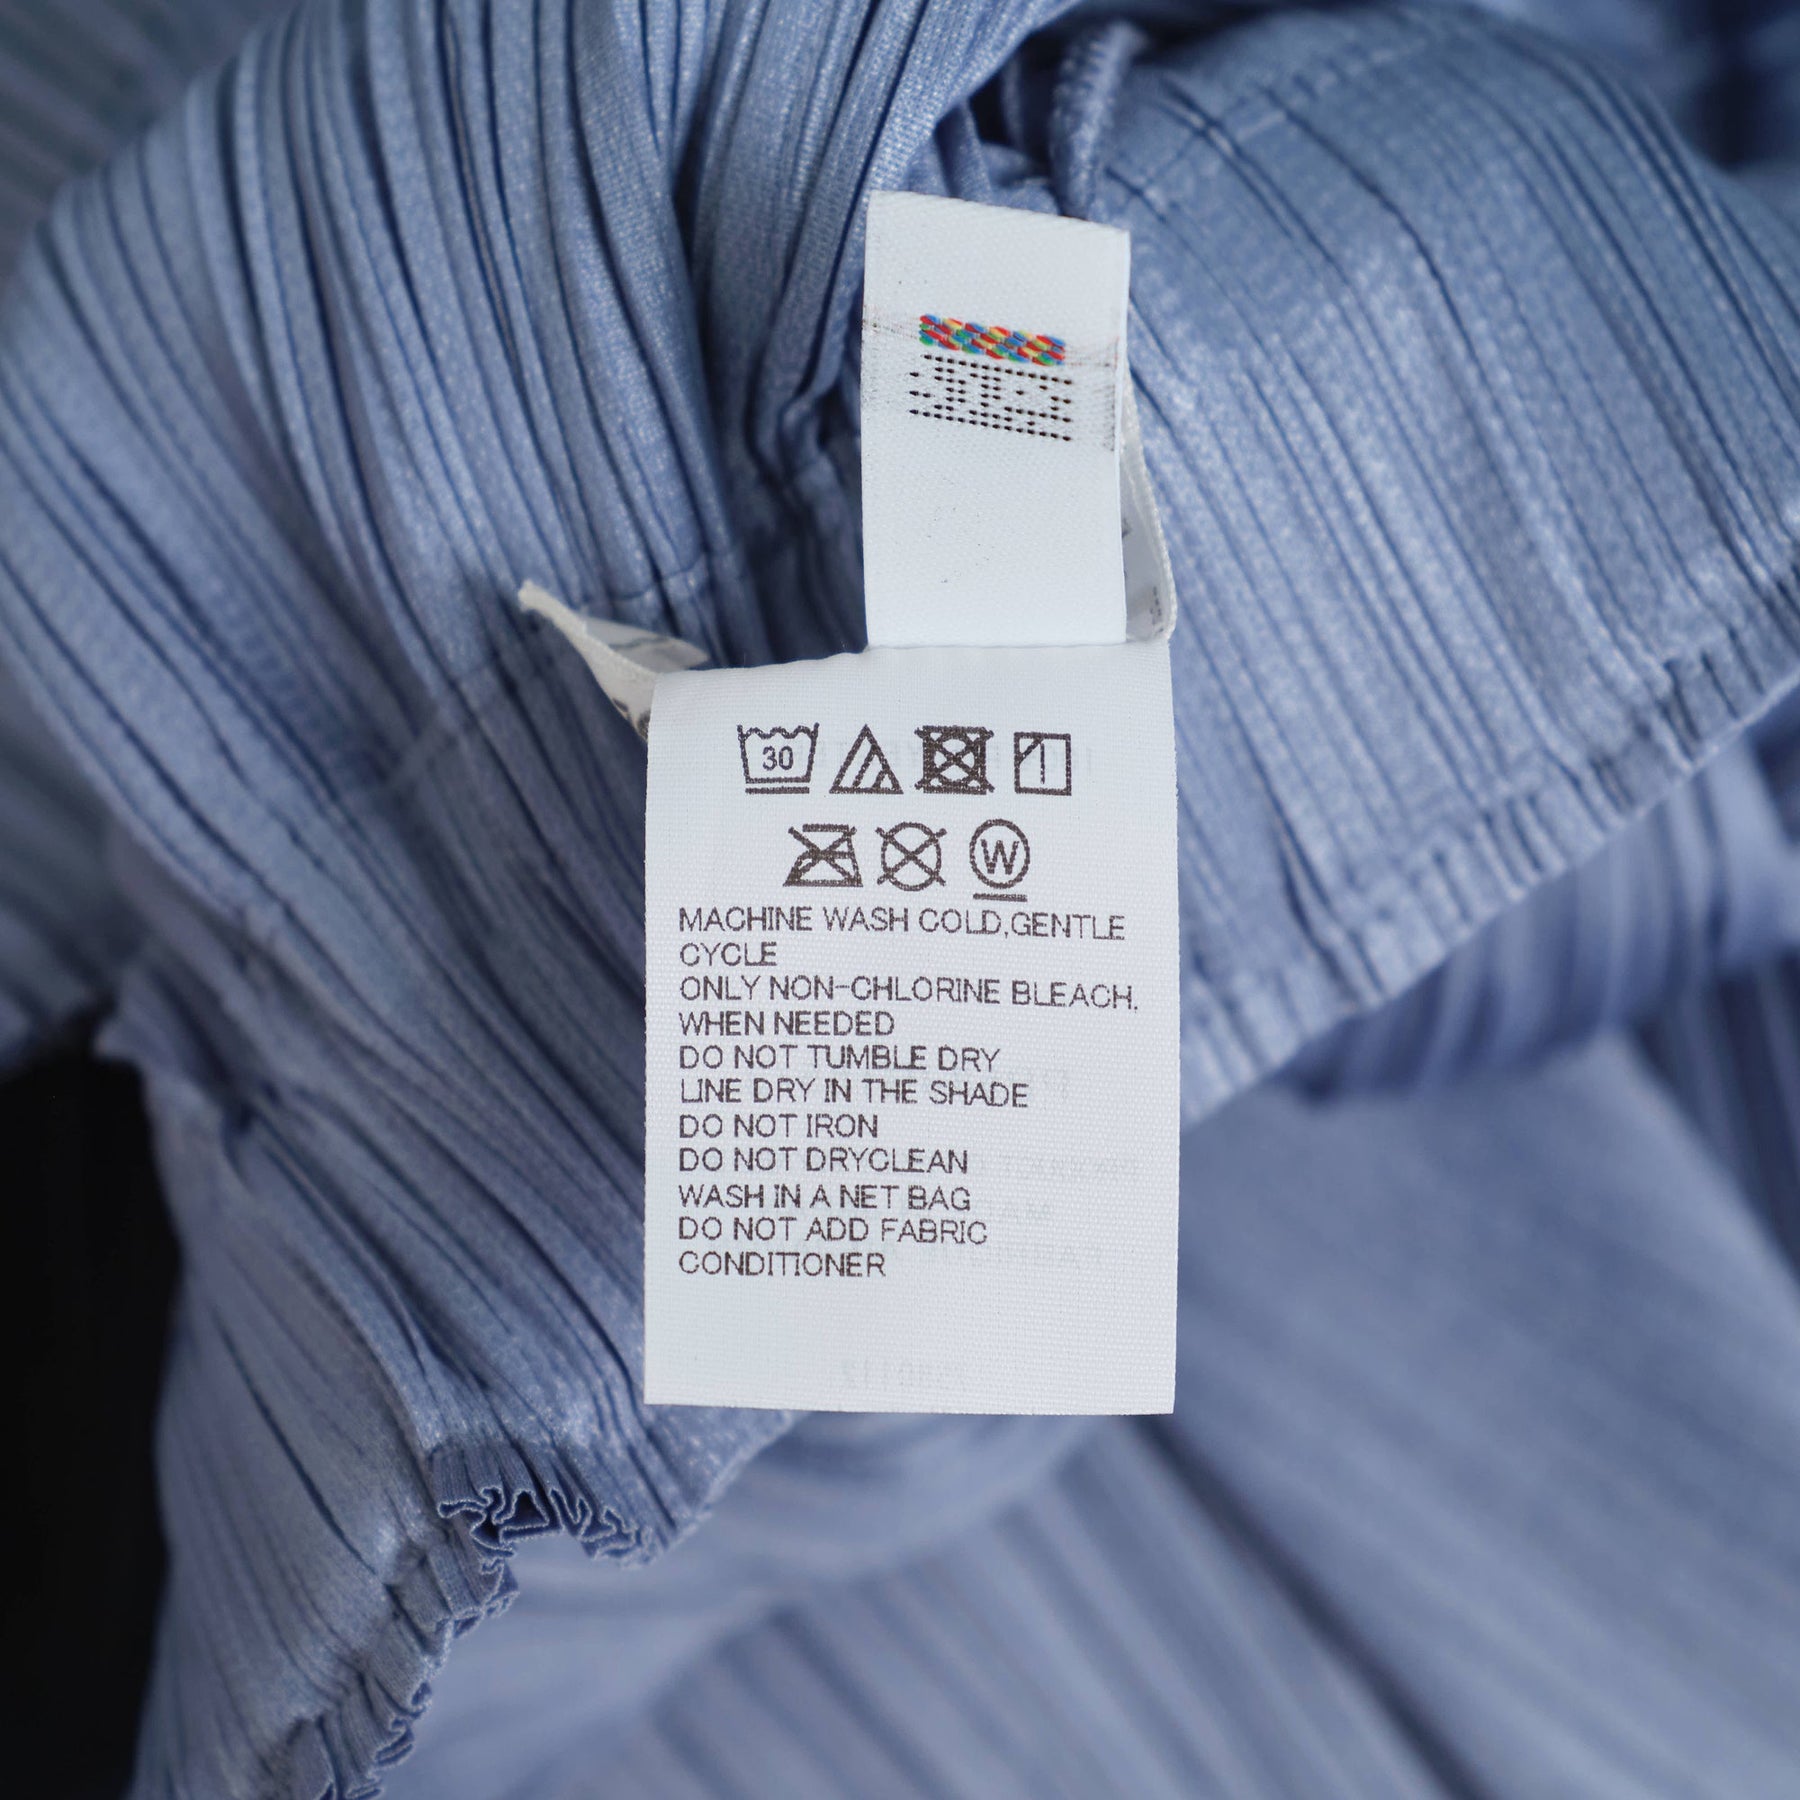 30
W
MACHINE WASH COLD,GENTLE
CYCLE
ONLY NON-CHLORINE BLEACH.
WHEN NEEDED
DO NOT TUMBLE DRY
LINE DRY IN THE SHADE
DO NOT IRON
DO NOT DRYCLEAN
WASH IN A NET BAG
DO NOT ADD FABRIC
CONDITIONER